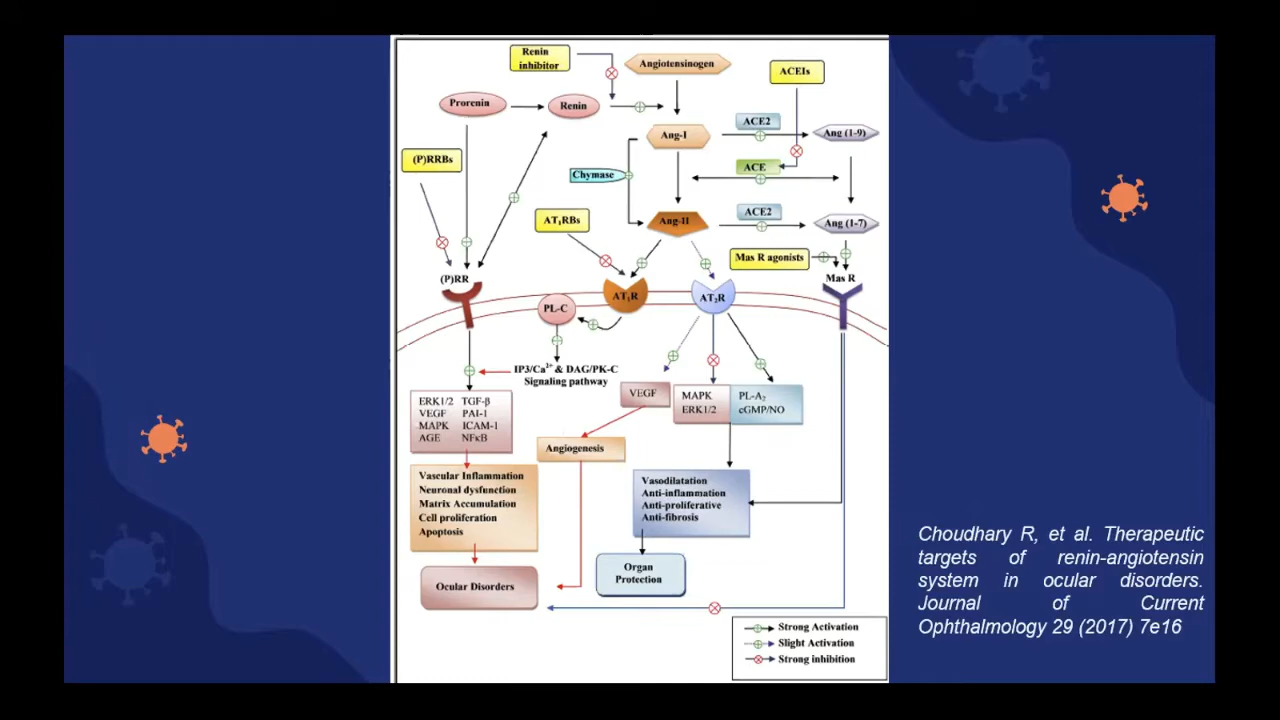 Renin
inhibitor
Angiotensinogen
ACEIs
Prorenin
Renin
ACE2
Ang-I
Ang (1-9)
(P)RRBs
Chymase
ACE
AT₁RBs
Ang-II
ACE2
Ang (1-7)
Mas R agonists
(P)RR
Mas R
PL-C
AT₁R
AT₂R
IP3/Ca²⁺ & DAG/PK-C
Signaling pathway
ERK1/2 TGF-β
VEGF PAI-1
MAPK ICAM-1
AGE NFκB
VEGF
MAPK
ERK1/2
PL-A₂
cGMP/NO
Angiogenesis
Vascular Inflammation
Neuronal dysfunction
Matrix Accumulation
Cell proliferation
Apoptosis
Vasodilatation
Anti-inflammation
Anti-proliferative
Anti-fibrosis
Ocular Disorders
Organ
Protection
Strong Activation
Slight Activation
Strong inhibition
Choudhary R, et al. Therapeutic
targets of renin-angiotensin
system in ocular disorders.
Journal of Current
Ophthalmology 29 (2017) 7e16